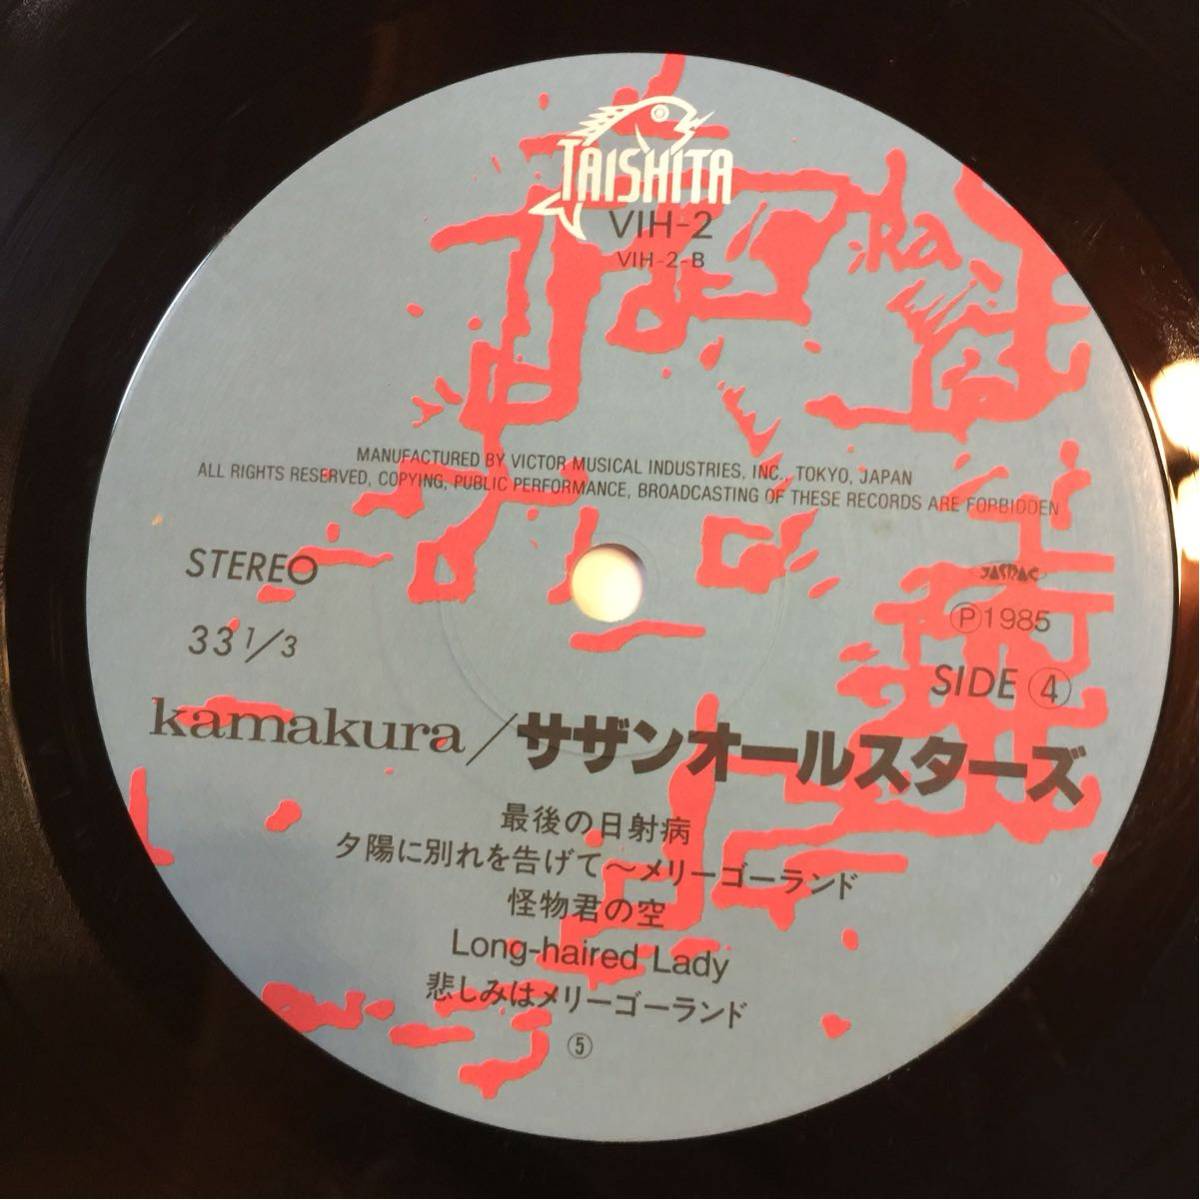 TAISHITA
VIH-2
VIH-2-B
Ra
MANUFACTURED BY VICTOR MUSICAL INDUSTRIES, INC., TOKYO, JAPAN
ALL RIGHTS RESERVED, COPYING, PUBLIC PERFORMANCE, BROADCASTING OF THESE RECORDS ARE FORBIDDEN
STEREO
JASRAC
Ⓟ1985
33 1/3
SIDE ④
kamakura/サザンオールスターズ
最後の日射病
夕陽に別れを告げて〜メリーゴーランド
怪物君の空
Long-haired Lady
悲しみはメリーゴーランド
⑤